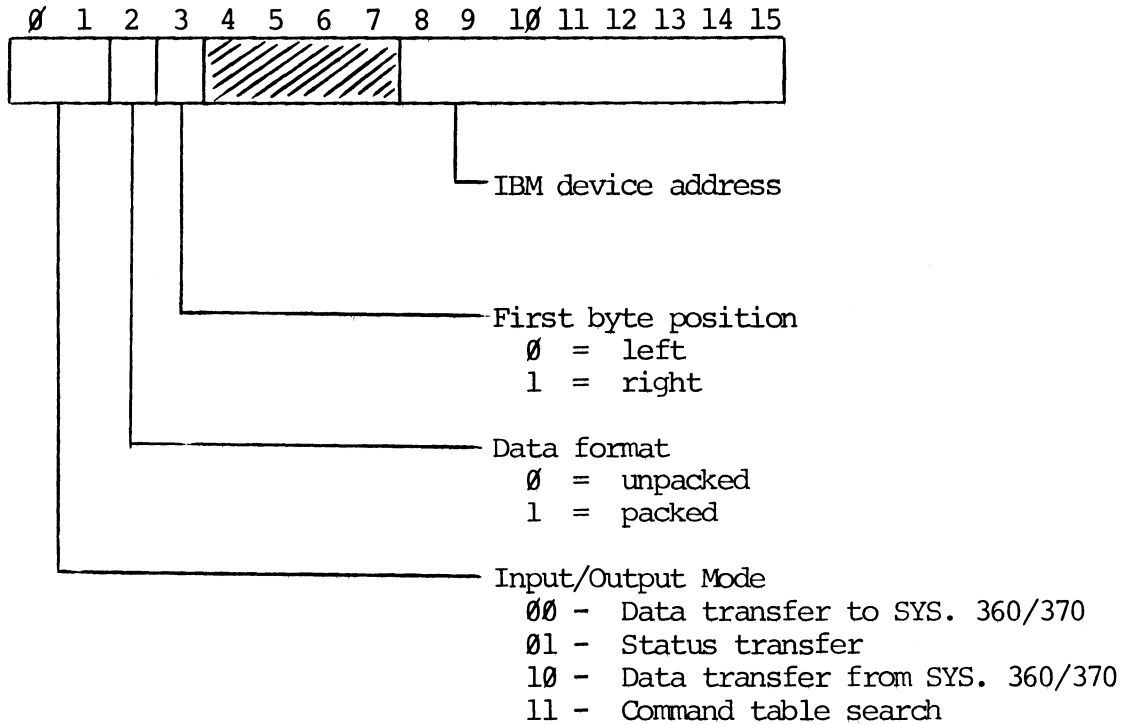 Ø 1 2 3 4 5 6 7 8 9 1Ø 11 12 13 14 15
IBM device address
First byte position
Ø = left
1 = right
Data format
Ø = unpacked
1 = packed
Input/Output Mode
ØØ - Data transfer to SYS. 360/370
Ø1 - Status transfer
1Ø - Data transfer from SYS. 360/370
11 - Command table search